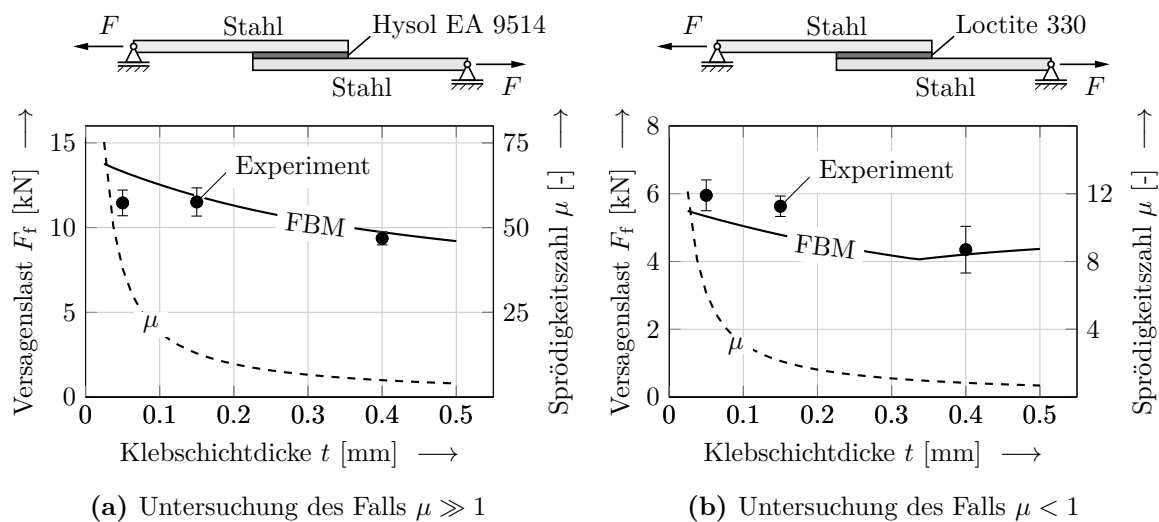 Stahl
Hysol EA 9514
F
Stahl
F
Versagenslast F_f [kN] ⟶
15
10
5
0
75
50
25
Sprödigkeitszahl μ [-] ⟶
Experiment
FBM
μ
0 0.1 0.2 0.3 0.4 0.5
Klebschichtdicke t [mm] ⟶
(a) Untersuchung des Falls μ ≫ 1
Stahl
Loctite 330
F
Stahl
F
Versagenslast F_f [kN] ⟶
8
6
4
2
0
12
8
4
Sprödigkeitszahl μ [-] ⟶
Experiment
FBM
μ
0 0.1 0.2 0.3 0.4 0.5
Klebschichtdicke t [mm] ⟶
(b) Untersuchung des Falls μ < 1